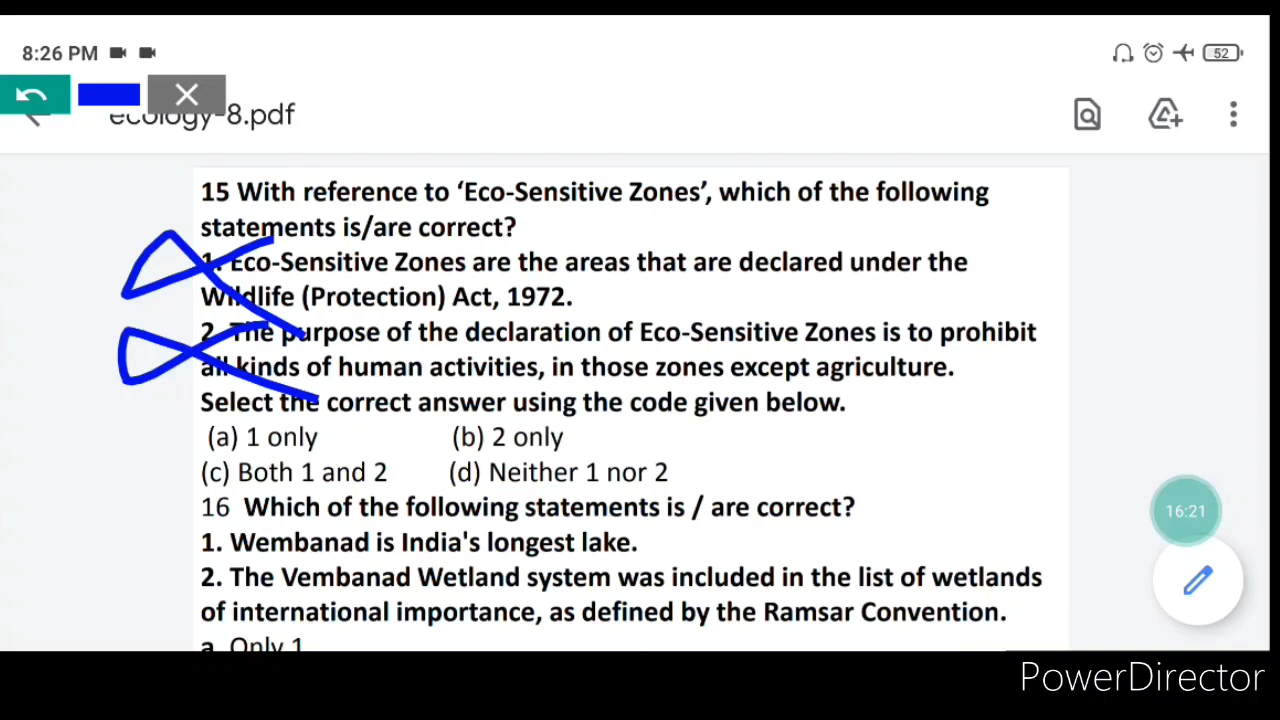 8:26 PM
52
ecology-8.pdf
15 With reference to ‘Eco-Sensitive Zones’, which of the following
statements is/are correct?
1. Eco-Sensitive Zones are the areas that are declared under the
Wildlife (Protection) Act, 1972.
2. The purpose of the declaration of Eco-Sensitive Zones is to prohibit
all kinds of human activities, in those zones except agriculture.
Select the correct answer using the code given below.
(a) 1 only (b) 2 only
(c) Both 1 and 2 (d) Neither 1 nor 2
16 Which of the following statements is / are correct?
1. Wembanad is India's longest lake.
16:21
2. The Vembanad Wetland system was included in the list of wetlands
of international importance, as defined by the Ramsar Convention.
a. Only 1
PowerDirector